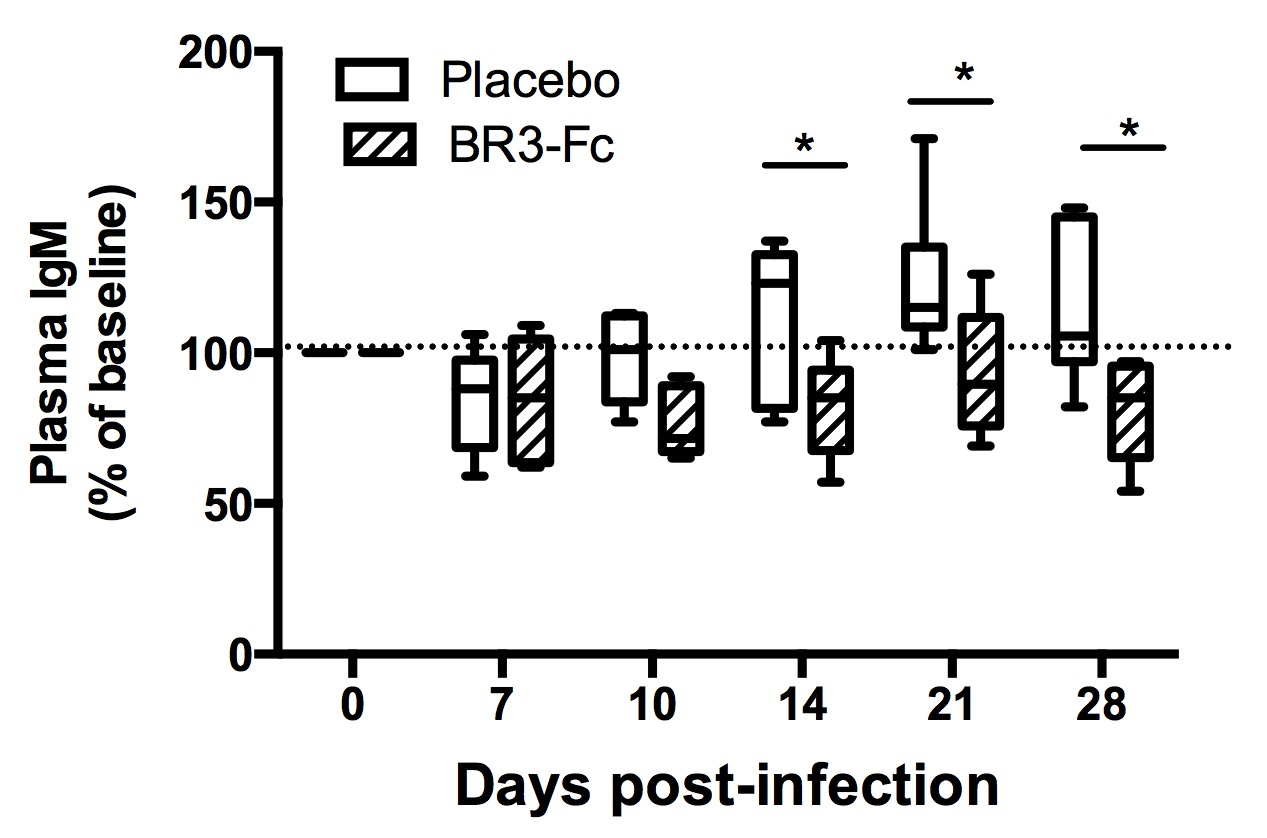 Plasma IgM
(% of baseline)
200
150
100
50
0
Placebo
BR3-Fc
*
*
*
0 7 10 14 21 28
Days post-infection